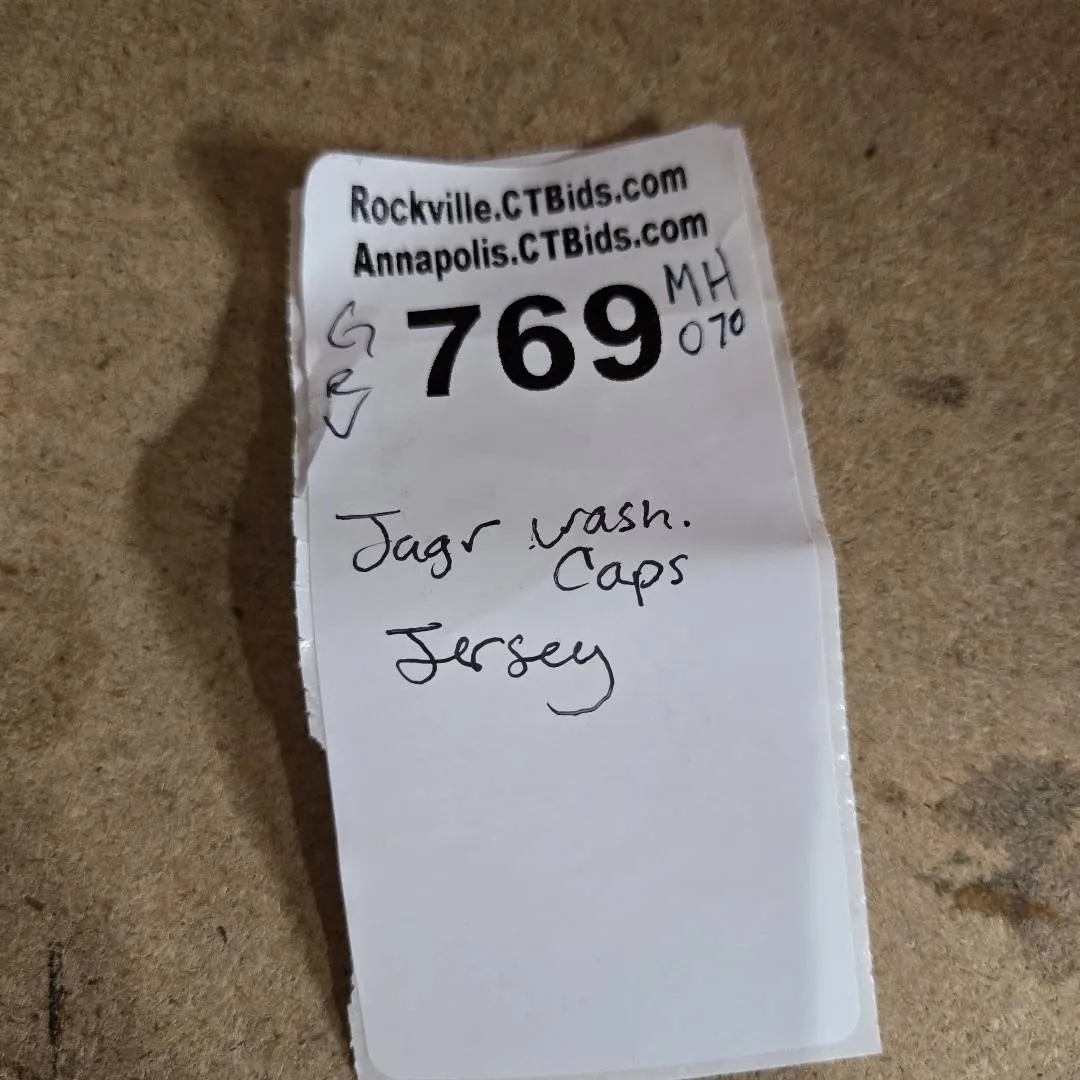 Rockville.CTBids.com
Annapolis.CTBids.com
G
R
V
769
MH
070
Jagr wash.
Caps
Jersey